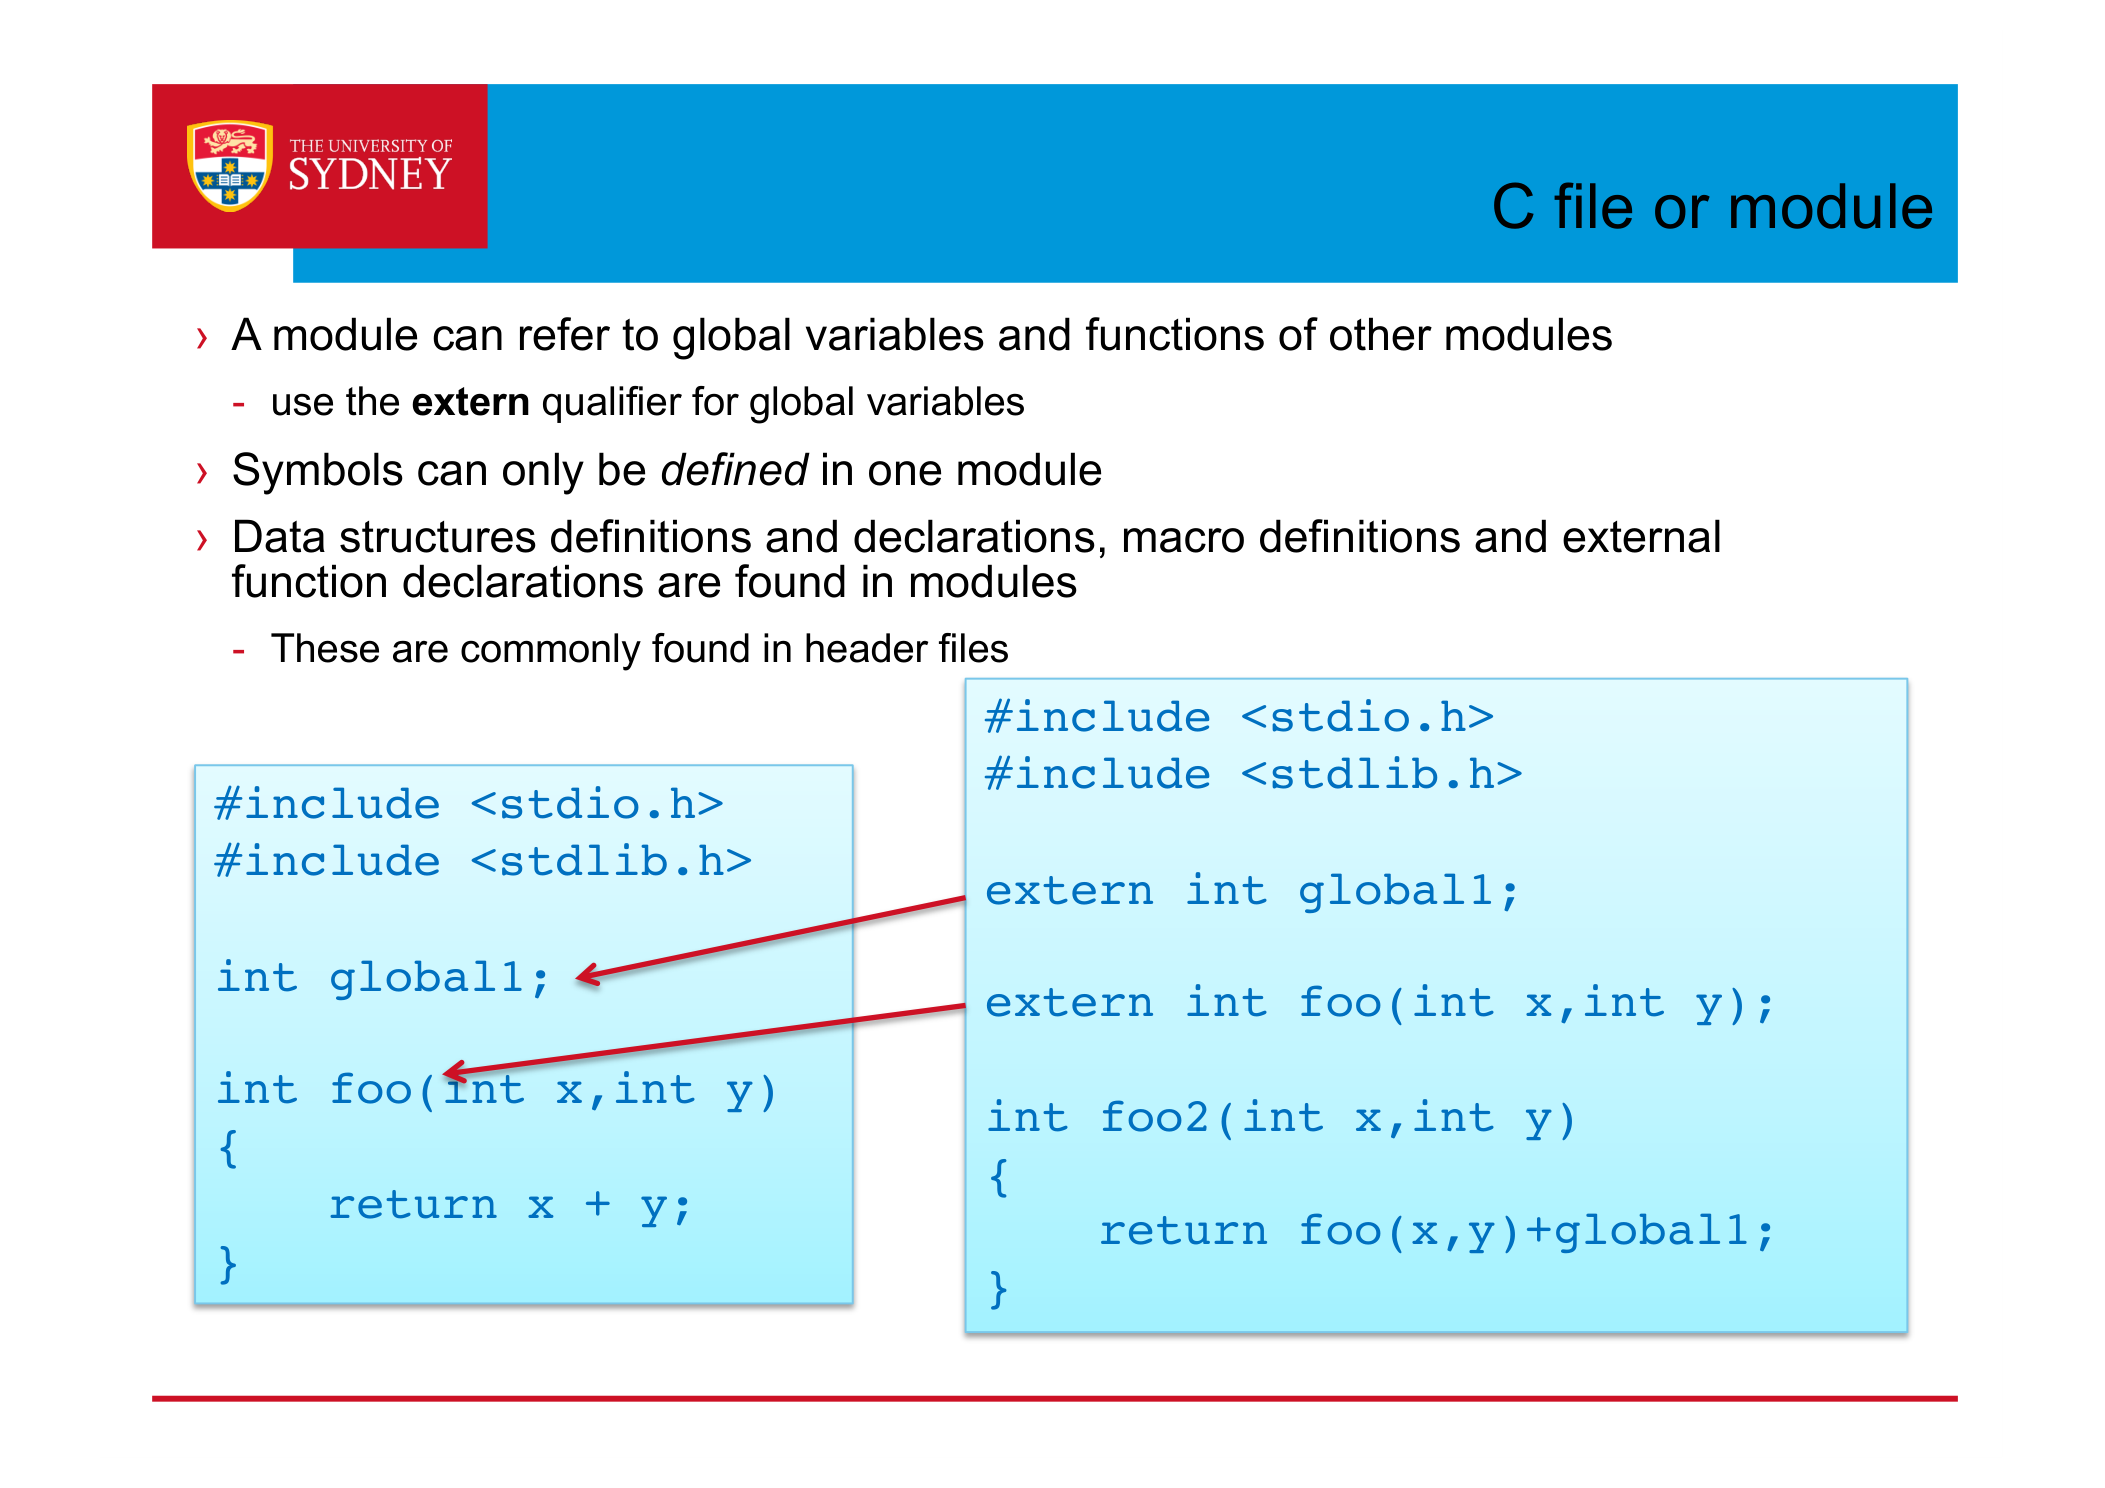 THE UNIVERSITY OF
SYDNEY
C file or module
› A module can refer to global variables and functions of other modules
- use the extern qualifier for global variables
› Symbols can only be defined in one module
› Data structures definitions and declarations, macro definitions and external
function declarations are found in modules
- These are commonly found in header files
#include <stdio.h>
#include <stdlib.h>
int global1;
int foo(int x,int y)
{
return x + y;
}
#include <stdio.h>
#include <stdlib.h>
extern int global1;
extern int foo(int x,int y);
int foo2(int x,int y)
{
return foo(x,y)+global1;
}